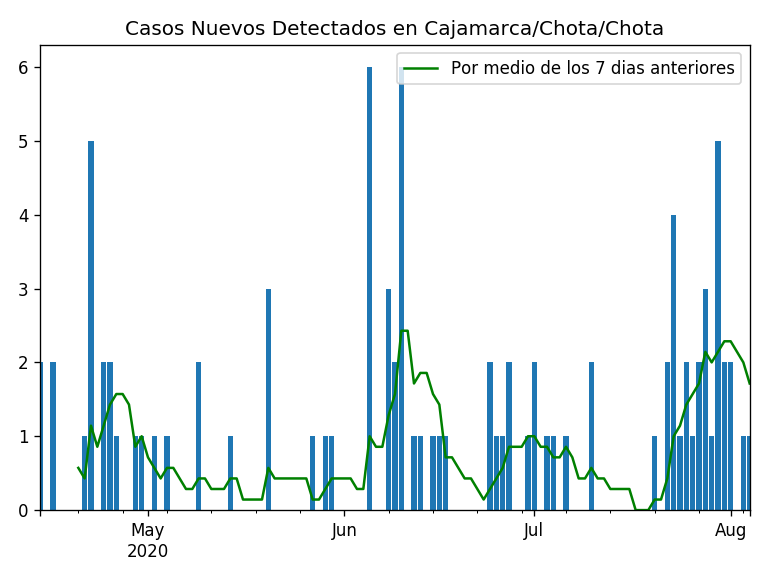 Casos Nuevos Detectados en Cajamarca/Chota/Chota
Por medio de los 7 dias anteriores
6
5
4
3
2
1
0
May
2020
Jun
Jul
Aug